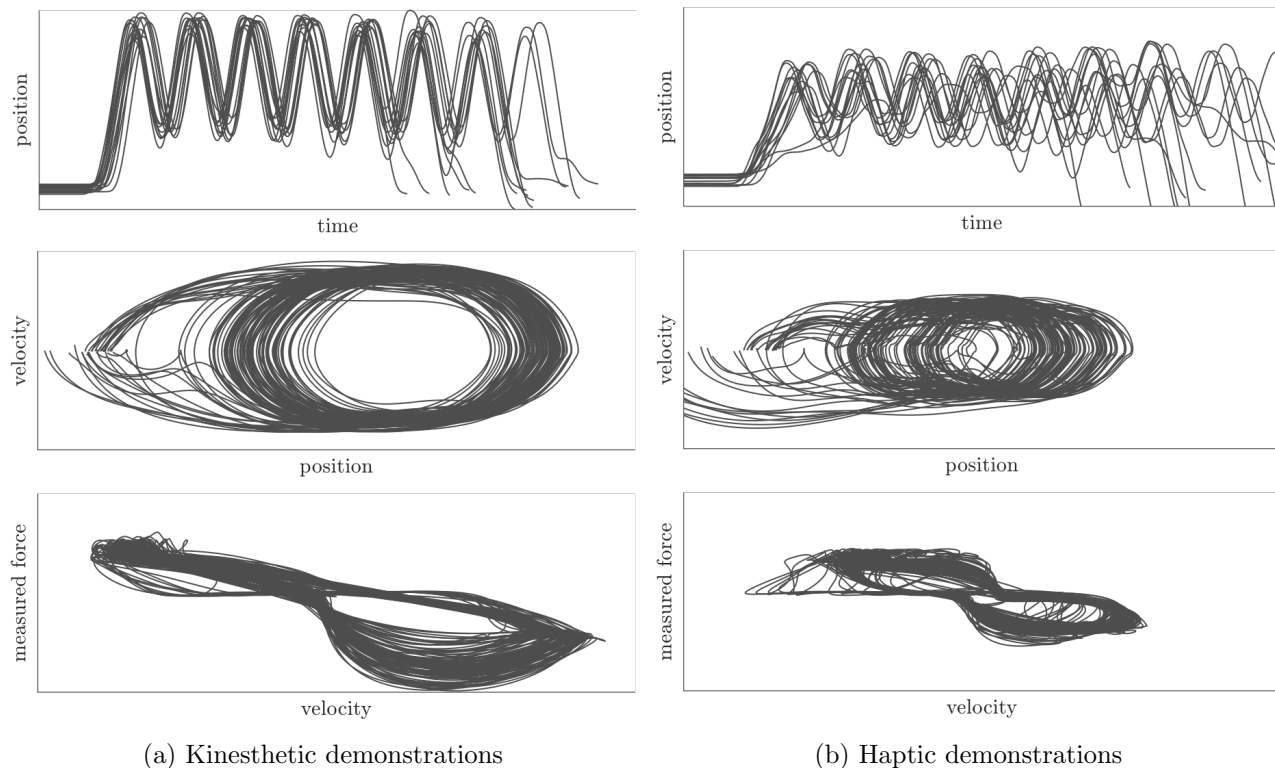 position
time
velocity
position
measured force
velocity
(a) Kinesthetic demonstrations
position
time
velocity
position
measured force
velocity
(b) Haptic demonstrations